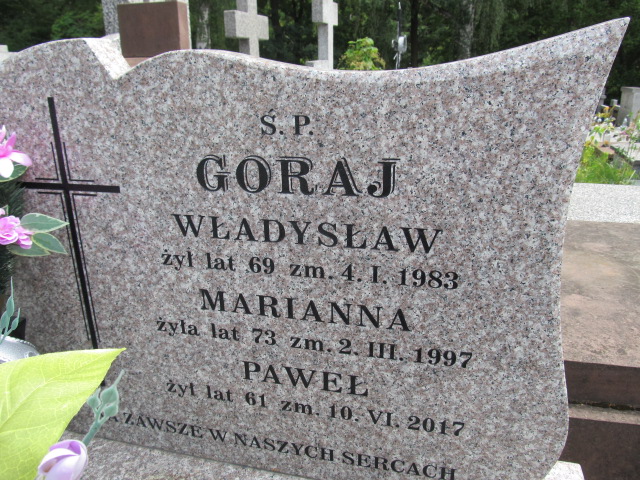 Ś. P.
GORAJ
WŁADYSŁAW
żył lat 69 zm. 4. I. 1983
MARIANNA
żyła lat 73 zm. 2. III. 1997
PAWEŁ
żył lat 61 zm. 10. VI. 2017
ZAWSZE W NASZYCH SERCACH